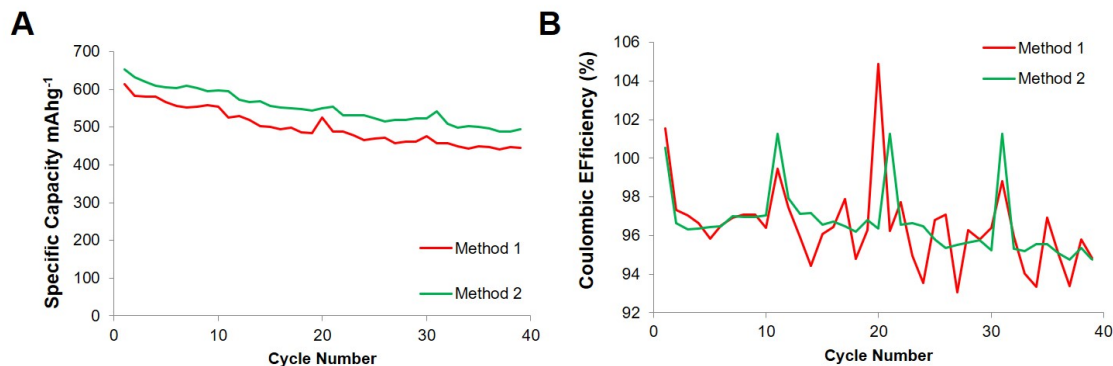 A
Specific Capacity mAhg-1
700
600
500
400
300
200
100
0
Method 1
Method 2
0
10
20
30
40
Cycle Number
B
Coulombic EFficiency (%)
106
104
102
100
98
96
94
92
Method 1
Method 2
0
10
20
30
40
Cycle Number